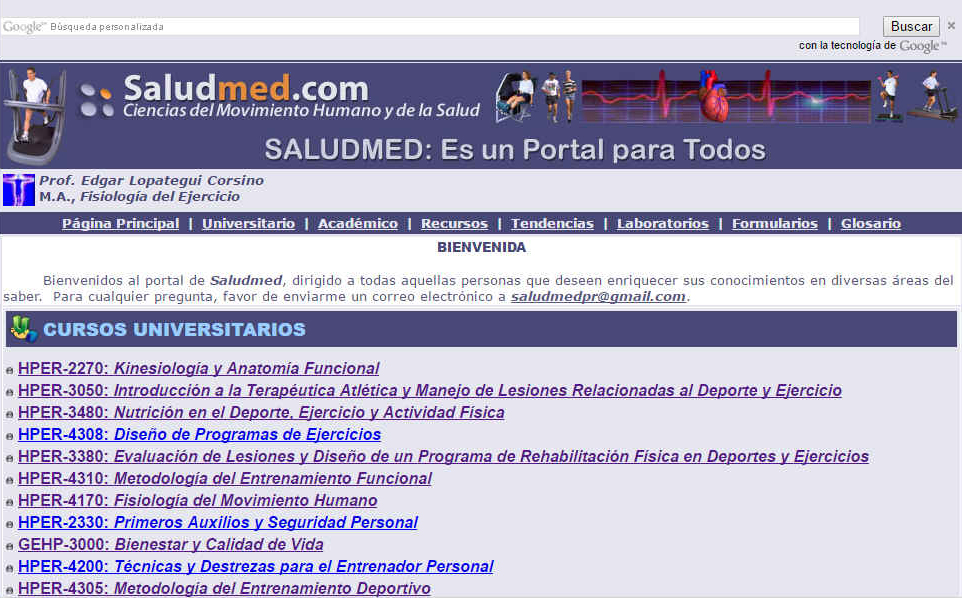 Google™ Búsqueda personalizada
Buscar ×
con la tecnología de Google™
Saludmed.com
Ciencias del Movimiento Humano y de la Salud
SALUDMED: Es un Portal para Todos
Prof. Edgar Lopategui Corsino
M.A., Fisiología del Ejercicio
Página Principal | Universitario | Académico | Recursos | Tendencias | Laboratorios | Formularios | Glosario
BIENVENIDA
Bienvenidos al portal de Saludmed, dirigido a todas aquellas personas que deseen enriquecer sus conocimientos en diversas áreas del
saber. Para cualquier pregunta, favor de enviarme un correo electrónico a saludmedpr@gmail.com.
CURSOS UNIVERSITARIOS
HPER-2270: Kinesiología y Anatomía Funcional
HPER-3050: Introducción a la Terapéutica Atlética y Manejo de Lesiones Relacionadas al Deporte y Ejercicio
HPER-3480: Nutrición en el Deporte, Ejercicio y Actividad Física
HPER-4308: Diseño de Programas de Ejercicios
HPER-3380: Evaluación de Lesiones y Diseño de un Programa de Rehabilitación Física en Deportes y Ejercicios
HPER-4310: Metodología del Entrenamiento Funcional
HPER-4170: Fisiología del Movimiento Humano
HPER-2330: Primeros Auxilios y Seguridad Personal
GEHP-3000: Bienestar y Calidad de Vida
HPER-4200: Técnicas y Destrezas para el Entrenador Personal
HPER-4305: Metodología del Entrenamiento Deportivo